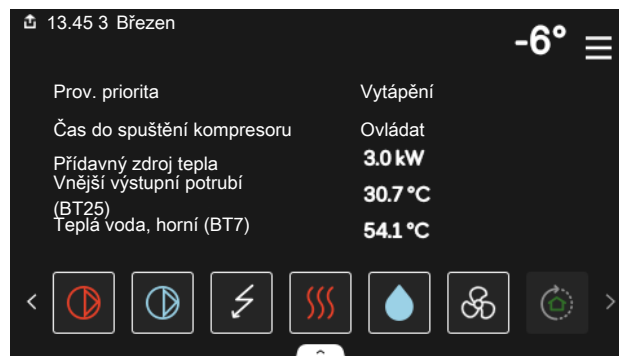 13.45 3 Březen
-6°
Prov. priorita Vytápění
Čas do spuštění kompresoru Ovládat
Přídavný zdroj tepla 3.0 kW
Vnější výstupní potrubí
(BT25) 30.7 °C
Teplá voda, horní (BT7) 54.1 °C